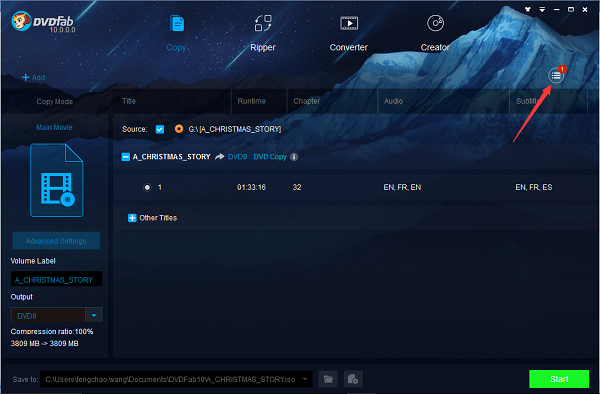 DVDFab
10.0.0.0
Copy
Ripper
Converter
Creator
Add
1
Copy Mode
Title
Runtime
Chapter
Audio
Subtitle
Main Movie
Source:
G:\ [A_CHRISTMAS_STORY]
A_CHRISTMAS_STORY
DVD9
DVD Copy
1
01:33:16
32
EN, FR, EN
EN, FR, ES
Other Titles
Advanced Settings
Volume Label
A_CHRISTMAS_STORY
Output
DVD9
Compression ratio:100%
3809 MB -> 3809 MB
Save to:
C:\Users\fengchao.wang\Documents\DVDFab10\A_CHRISTMAS_STORY.iso
Start